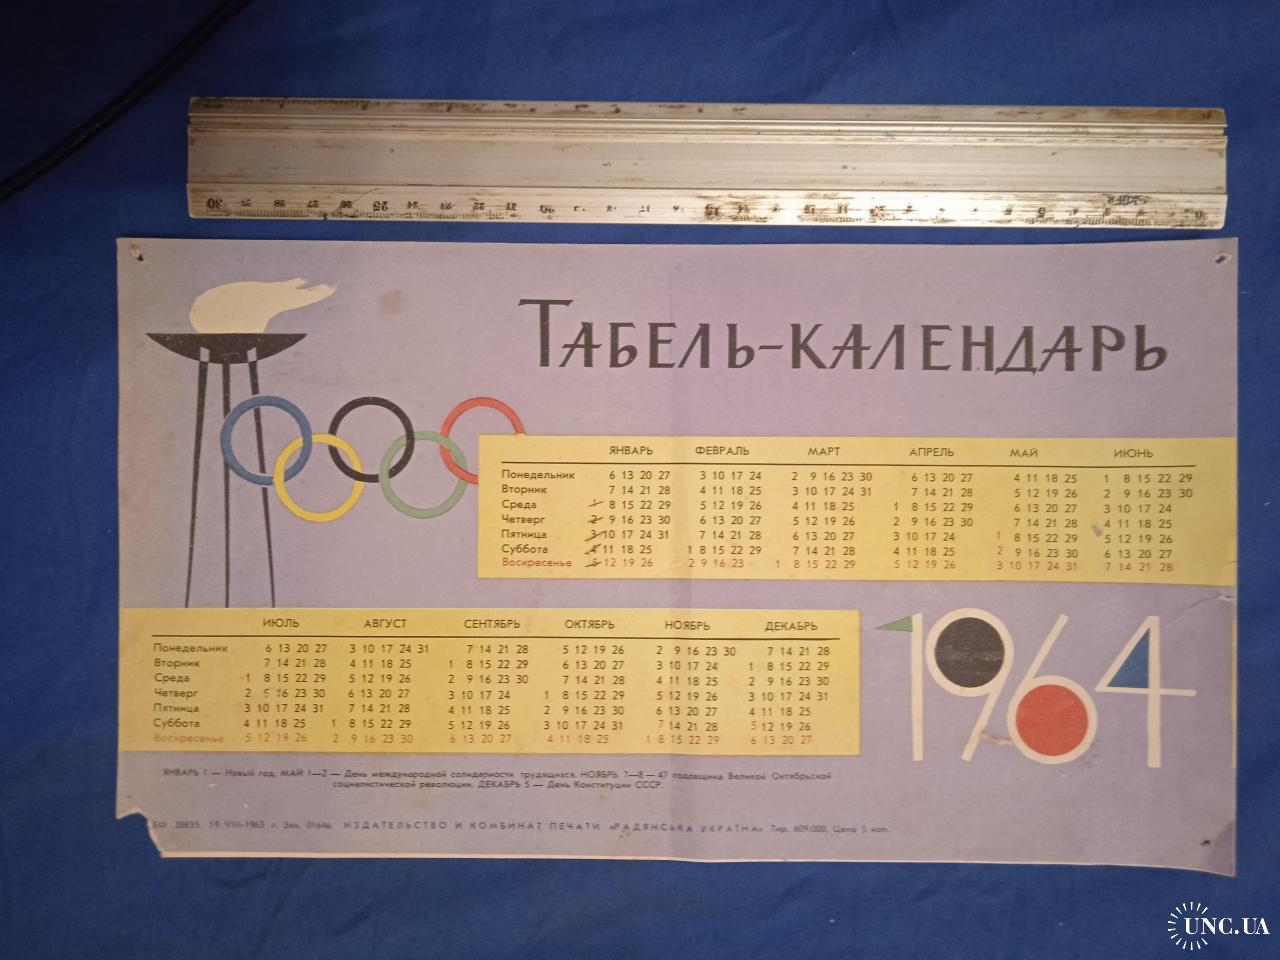 ТАБЕЛЬ-КАЛЕНДАРЬ
ЯНВАРЬ ФЕВРАЛЬ МАРТ АПРЕЛЬ МАЙ ИЮНЬ
Понедельник 6 13 20 27 3 10 17 24 2 9 16 23 30 6 13 20 27 4 11 18 25 1 8 15 22 29
Вторник 7 14 21 28 4 11 18 25 3 10 17 24 31 7 14 21 28 5 12 19 26 2 9 16 23 30
Среда 1 8 15 22 29 5 12 19 26 4 11 18 25 1 8 15 22 29 6 13 20 27 3 10 17 24
Четверг 2 9 16 23 30 6 13 20 27 5 12 19 26 2 9 16 23 30 7 14 21 28 4 11 18 25
Пятница 3 10 17 24 31 7 14 21 28 6 13 20 27 3 10 17 24 1 8 15 22 29 5 12 19 26
Суббота 4 11 18 25 1 8 15 22 29 7 14 21 28 4 11 18 25 2 9 16 23 30 6 13 20 27
Воскресенье 5 12 19 26 2 9 16 23 1 8 15 22 29 5 12 19 26 3 10 17 24 31 7 14 21 28
1964
ИЮЛЬ АВГУСТ СЕНТЯБРЬ ОКТЯБРЬ НОЯБРЬ ДЕКАБРЬ
Понедельник 6 13 20 27 3 10 17 24 31 7 14 21 28 5 12 19 26 2 9 16 23 30 7 14 21 28
Вторник 7 14 21 28 4 11 18 25 1 8 15 22 29 6 13 20 27 3 10 17 24 1 8 15 22 29
Среда 1 8 15 22 29 5 12 19 26 2 9 16 23 30 7 14 21 28 4 11 18 25 2 9 16 23 30
Четверг 2 9 16 23 30 6 13 20 27 3 10 17 24 1 8 15 22 29 5 12 19 26 3 10 17 24 31
Пятница 3 10 17 24 31 7 14 21 28 4 11 18 25 2 9 16 23 30 6 13 20 27 4 11 18 25
Суббота 4 11 18 25 1 8 15 22 29 5 12 19 26 3 10 17 24 31 7 14 21 28 5 12 19 26
Воскресенье 5 12 19 26 2 9 16 23 30 6 13 20 27 4 11 18 25 1 8 15 22 29 6 13 20 27
ЯНВАРЬ 1 — Новый год. МАЙ 1—2 — День международной солидарности трудящихся. НОЯБРЬ 7—8 — 47 годовщина Великой Октябрьской
социалистической революции. ДЕКАБРЬ 5 — День Конституции СССР.
БФ 38835. 19.VIII-1963 г. Зак. 01646. ИЗДАТЕЛЬСТВО И КОМБИНАТ ПЕЧАТИ «РАДЯНСЬКА УКРАЇНА» Тир. 609.000. Цена 5 коп.
UNC.UA